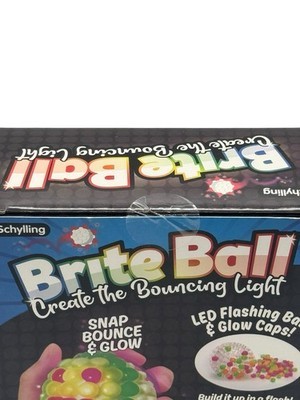 Create The Bouncing Light
Brite Ball
Schylling
Schylling
Brite Ball
Create the Bouncing Light
SNAP
BOUNCE
& GLOW
LED Flashing Ba
& Glow Caps!
Build it up in a flash!